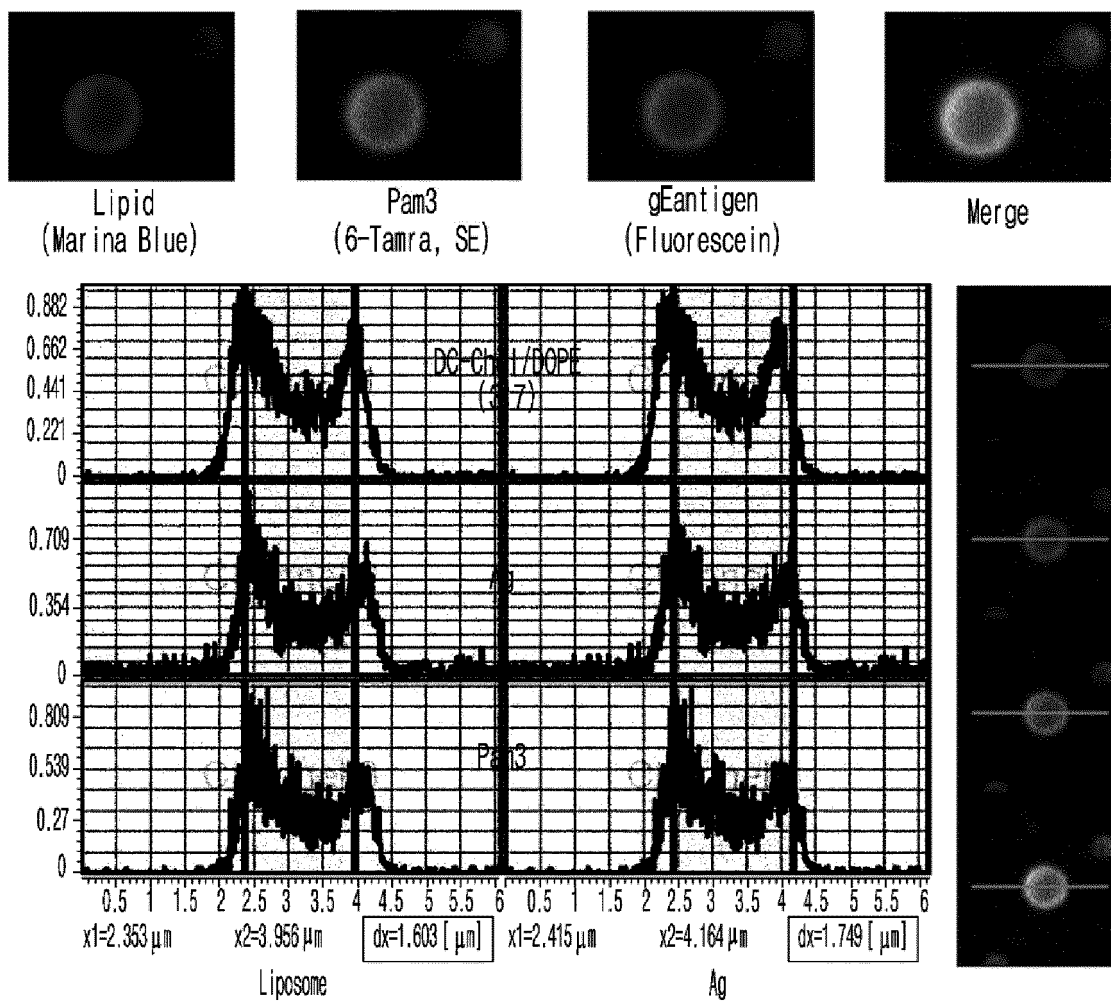 Lipid
(Marina Blue)
Pam3
(6-Tamra, SE)
gEantigen
(Fluorescein)
Merge
0.882
0.662
0.441
0.221
0
DC-Chol/DOPE
(3:7)
0.709
0.354
0
Ag
0.809
0.539
0.27
0
Pam3
0.5 1 1.5 2 2.5 3 3.5 4 4.5 5 5.5 6 0.5 1 1.5 2 2.5 3 3.5 4 4.5 5 5.5 6
x1=2.353 μm x2=3.956 μm dx=1.603 [ μm] x1=2.415 μm x2=4.164 μm dx=1.749 [ μm]
Liposome Ag